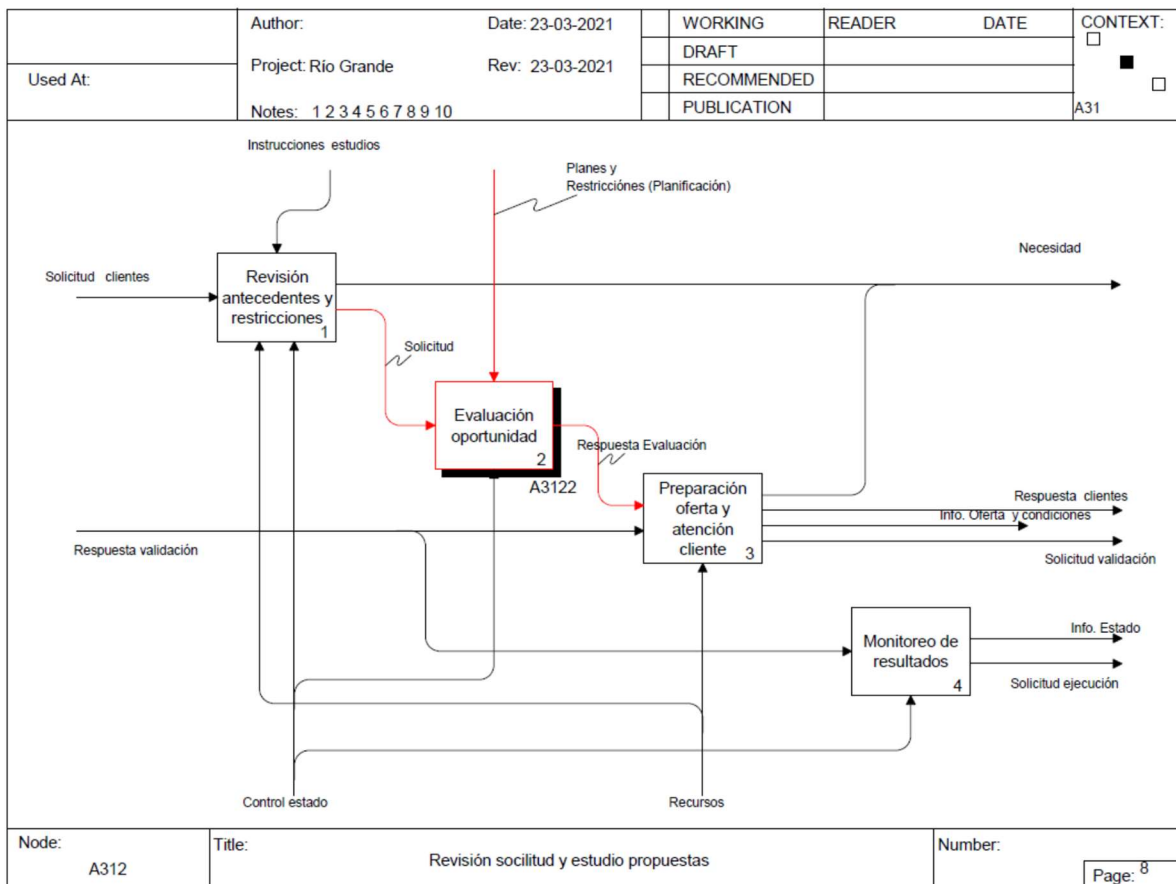 Used At:
Author:
Date: 23-03-2021
Project: Río Grande
Rev: 23-03-2021
Notes: 1 2 3 4 5 6 7 8 9 10
WORKING
DRAFT
RECOMMENDED
PUBLICATION
READER
DATE
CONTEXT:
A31
Instrucciones estudios
Planes y
Restricciónes (Planificación)
Necesidad
Solicitud clientes
Revisión
antecedentes y
restricciones
1
Solicitud
Evaluación
oportunidad
2
A3122
Respuesta Evaluación
Preparación
oferta y
atención
cliente
3
Respuesta clientes
Info. Oferta y condiciones
Solicitud validación
Respuesta validación
Monitoreo de
resultados
4
Info. Estado
Solicitud ejecución
Control estado
Recursos
Node:
A312
Title:
Revisión socilitud y estudio propuestas
Number:
Page: 8